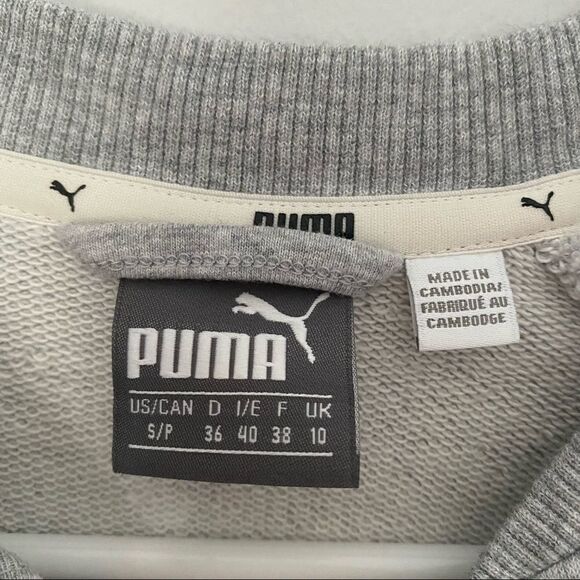 PUMA
MADE IN
CAMBODIA/
FABRIQUÉ AU
CAMBODGE
PUMA
US/CAN D I/E F UK
S/P 36 40 38 10